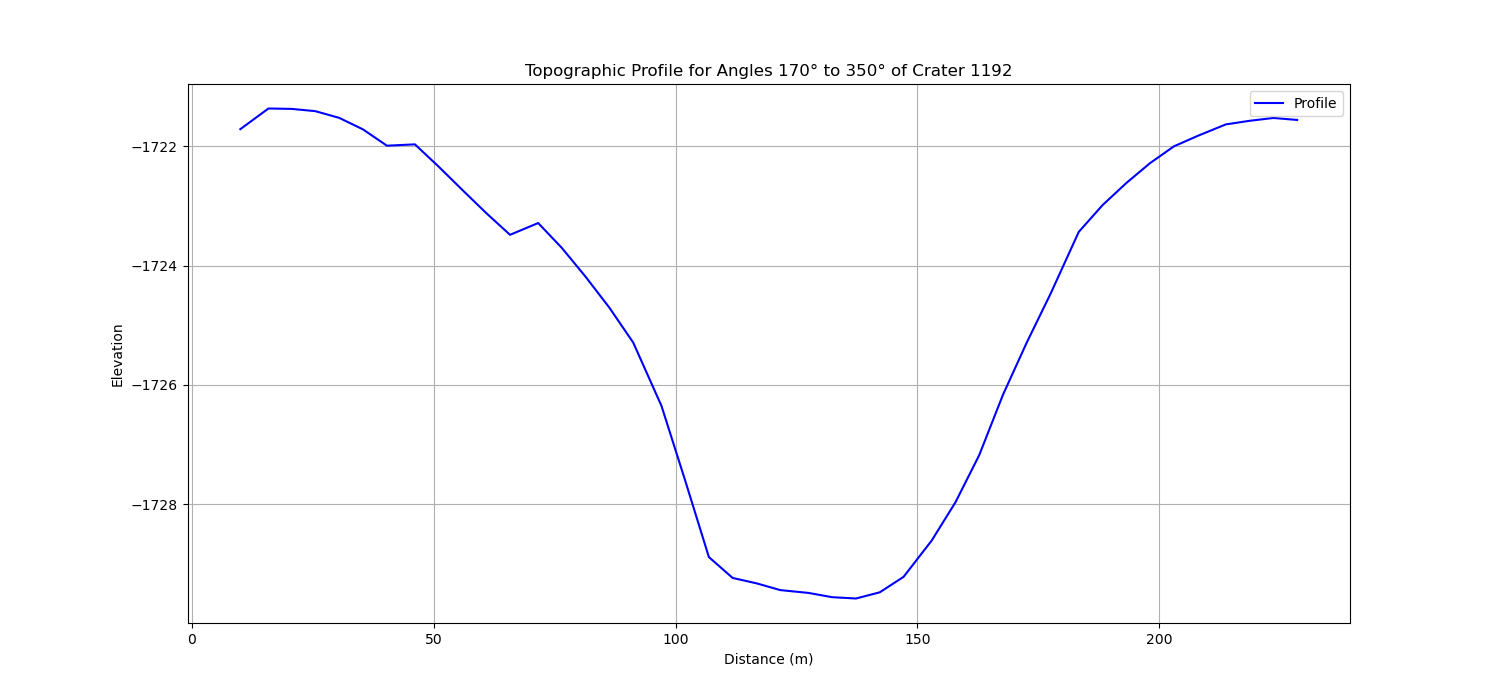 Topographic Profile for Angles 170° to 350° of Crater 1192
Profile
−1722
−1724
−1726
−1728
Elevation
0 50 100 150 200
Distance (m)